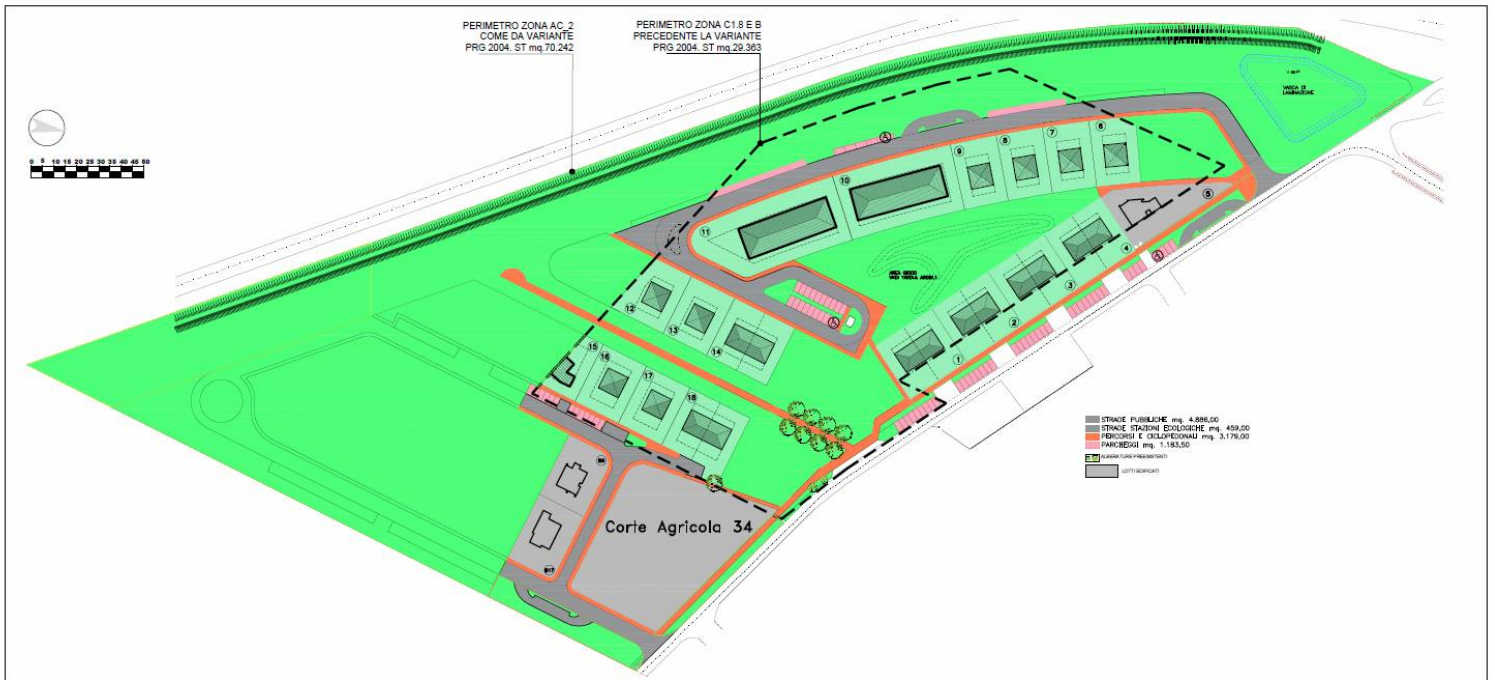 PERIMETRO ZONA AC_2
COME DA VARIANTE
PRG 2004. ST mq.70.242
PERIMETRO ZONA C1.8 E B
PRECEDENTE LA VARIANTE
PRG 2004. ST mq.29.363
VASCA DI
LAMINAZIONE
0 5 10 15 20 25 30 35 40 45 50
6
7
8
9
10
11
5
4
3
2
1
12
13
14
15
16
17
18
Corte Agricola 34
STRADE PUBBLICHE mq. 4.886,00
STRADE STAZIONI ECOLOGICHE mq. 459,00
PERCORSI E CICLOPEDONALI mq. 3.179,00
PARCHEGGI mq. 1.183,50
ALBERATURE PREESISTENTI
LOTTI EDIFICATI